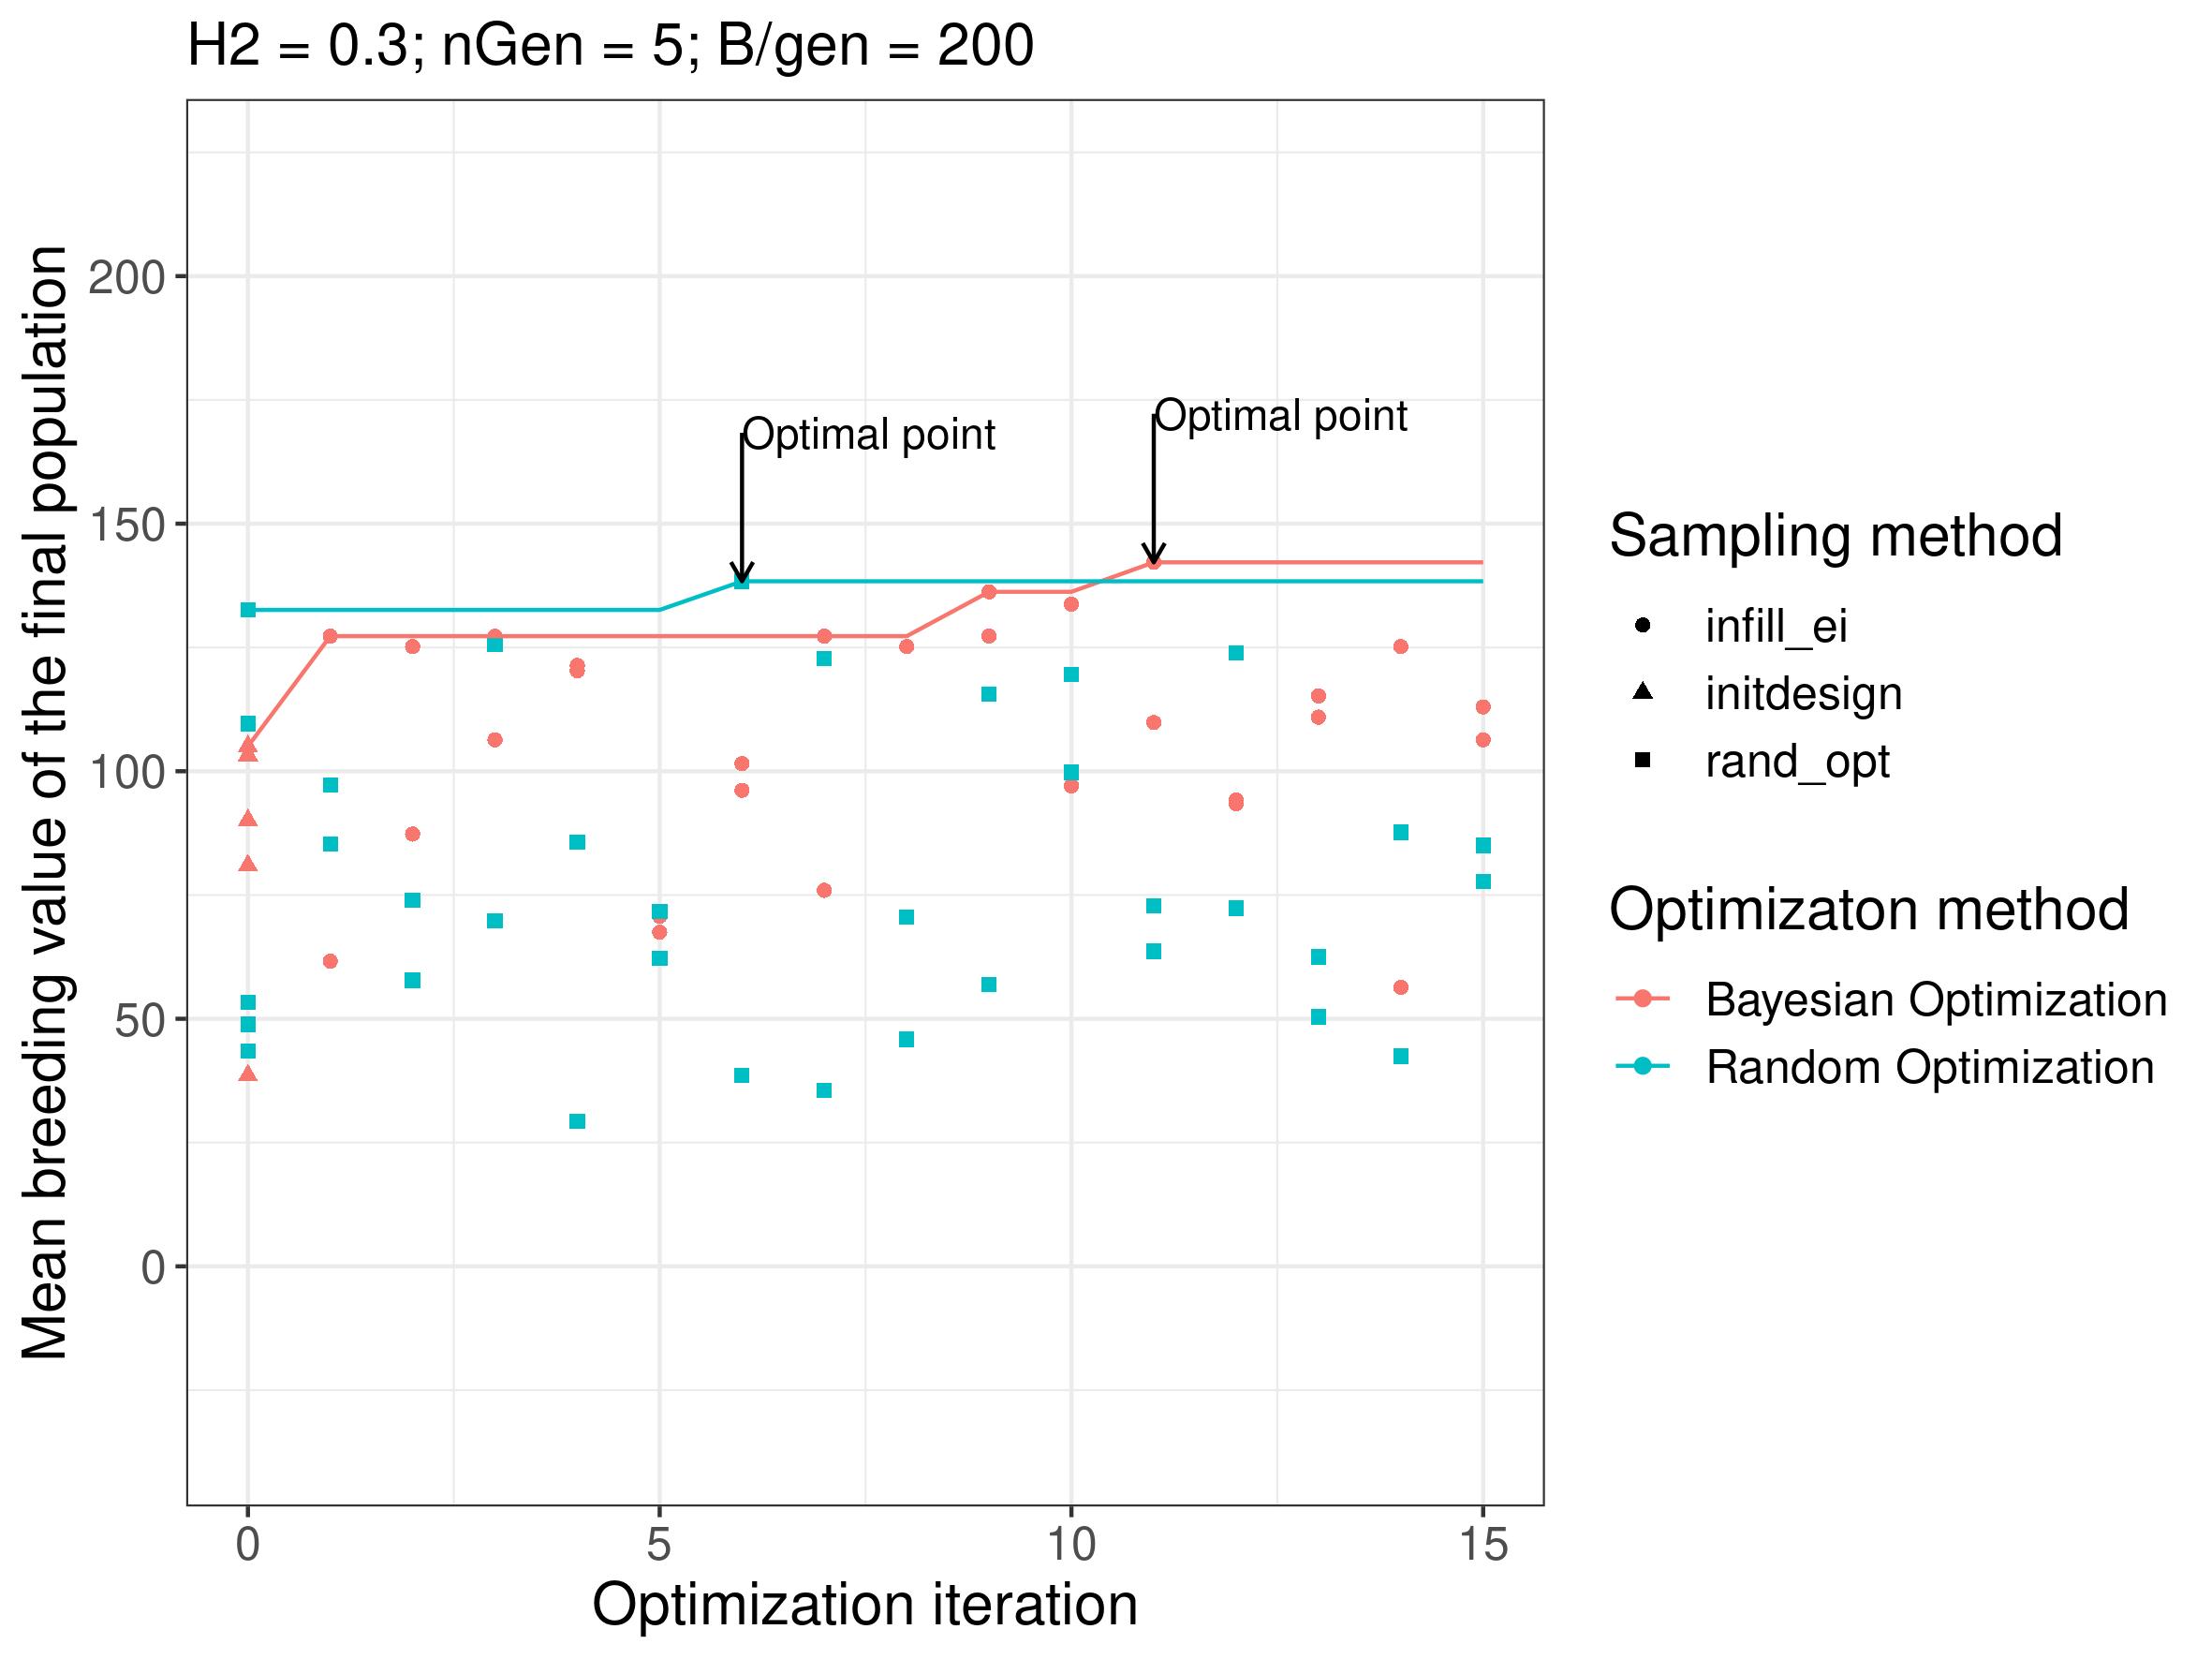 H2 = 0.3; nGen = 5; B/gen = 200
Mean breeding value of the final population
200
150
100
50
0
Optimal point
Optimal point
0
5
10
15
Optimization iteration
Sampling method
infill_ei
initdesign
rand_opt
Optimizaton method
Bayesian Optimization
Random Optimization